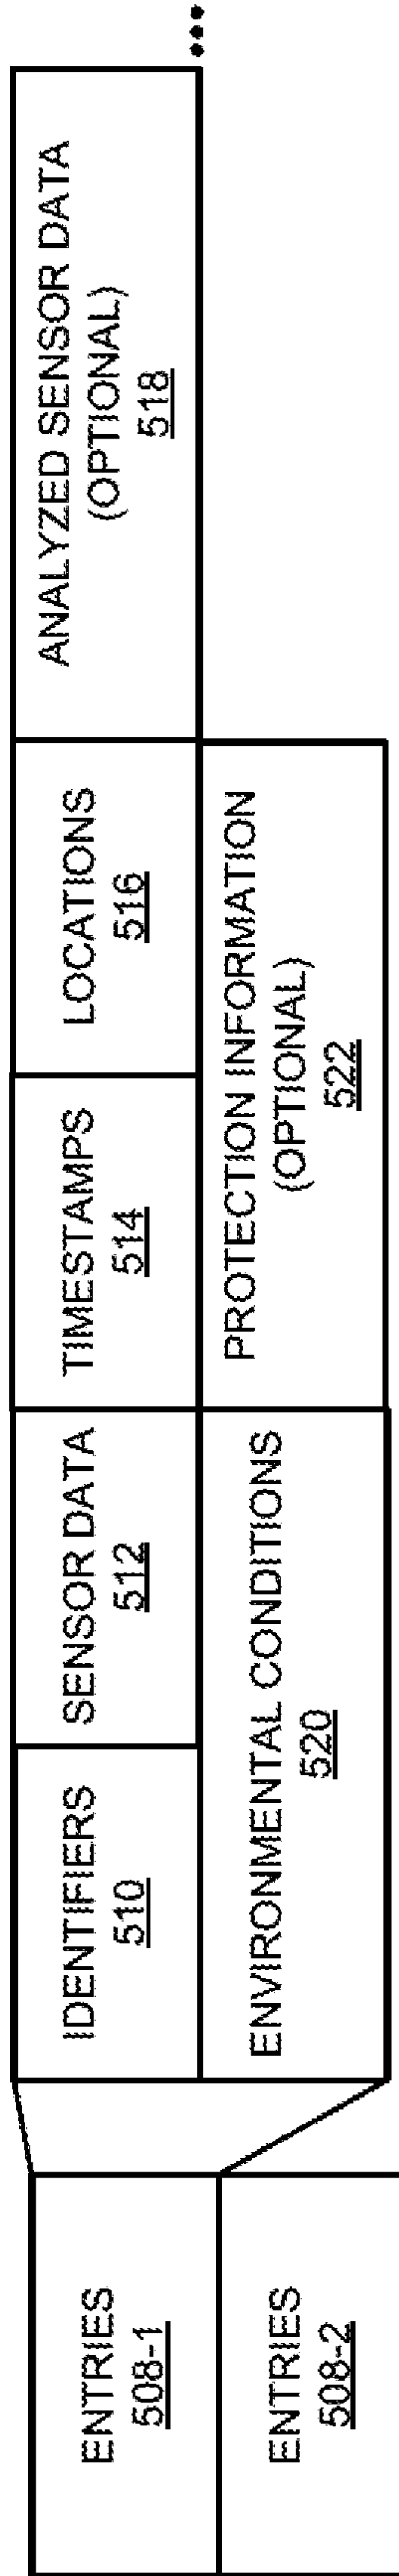 ENTRIES
508-1
ENTRIES
508-2
IDENTIFIERS
510
SENSOR DATA
512
TIMESTAMPS
514
LOCATIONS
516
ANALYZED SENSOR DATA
(OPTIONAL)
518
•••
ENVIRONMENTAL CONDITIONS
520
PROTECTION INFORMATION
(OPTIONAL)
522